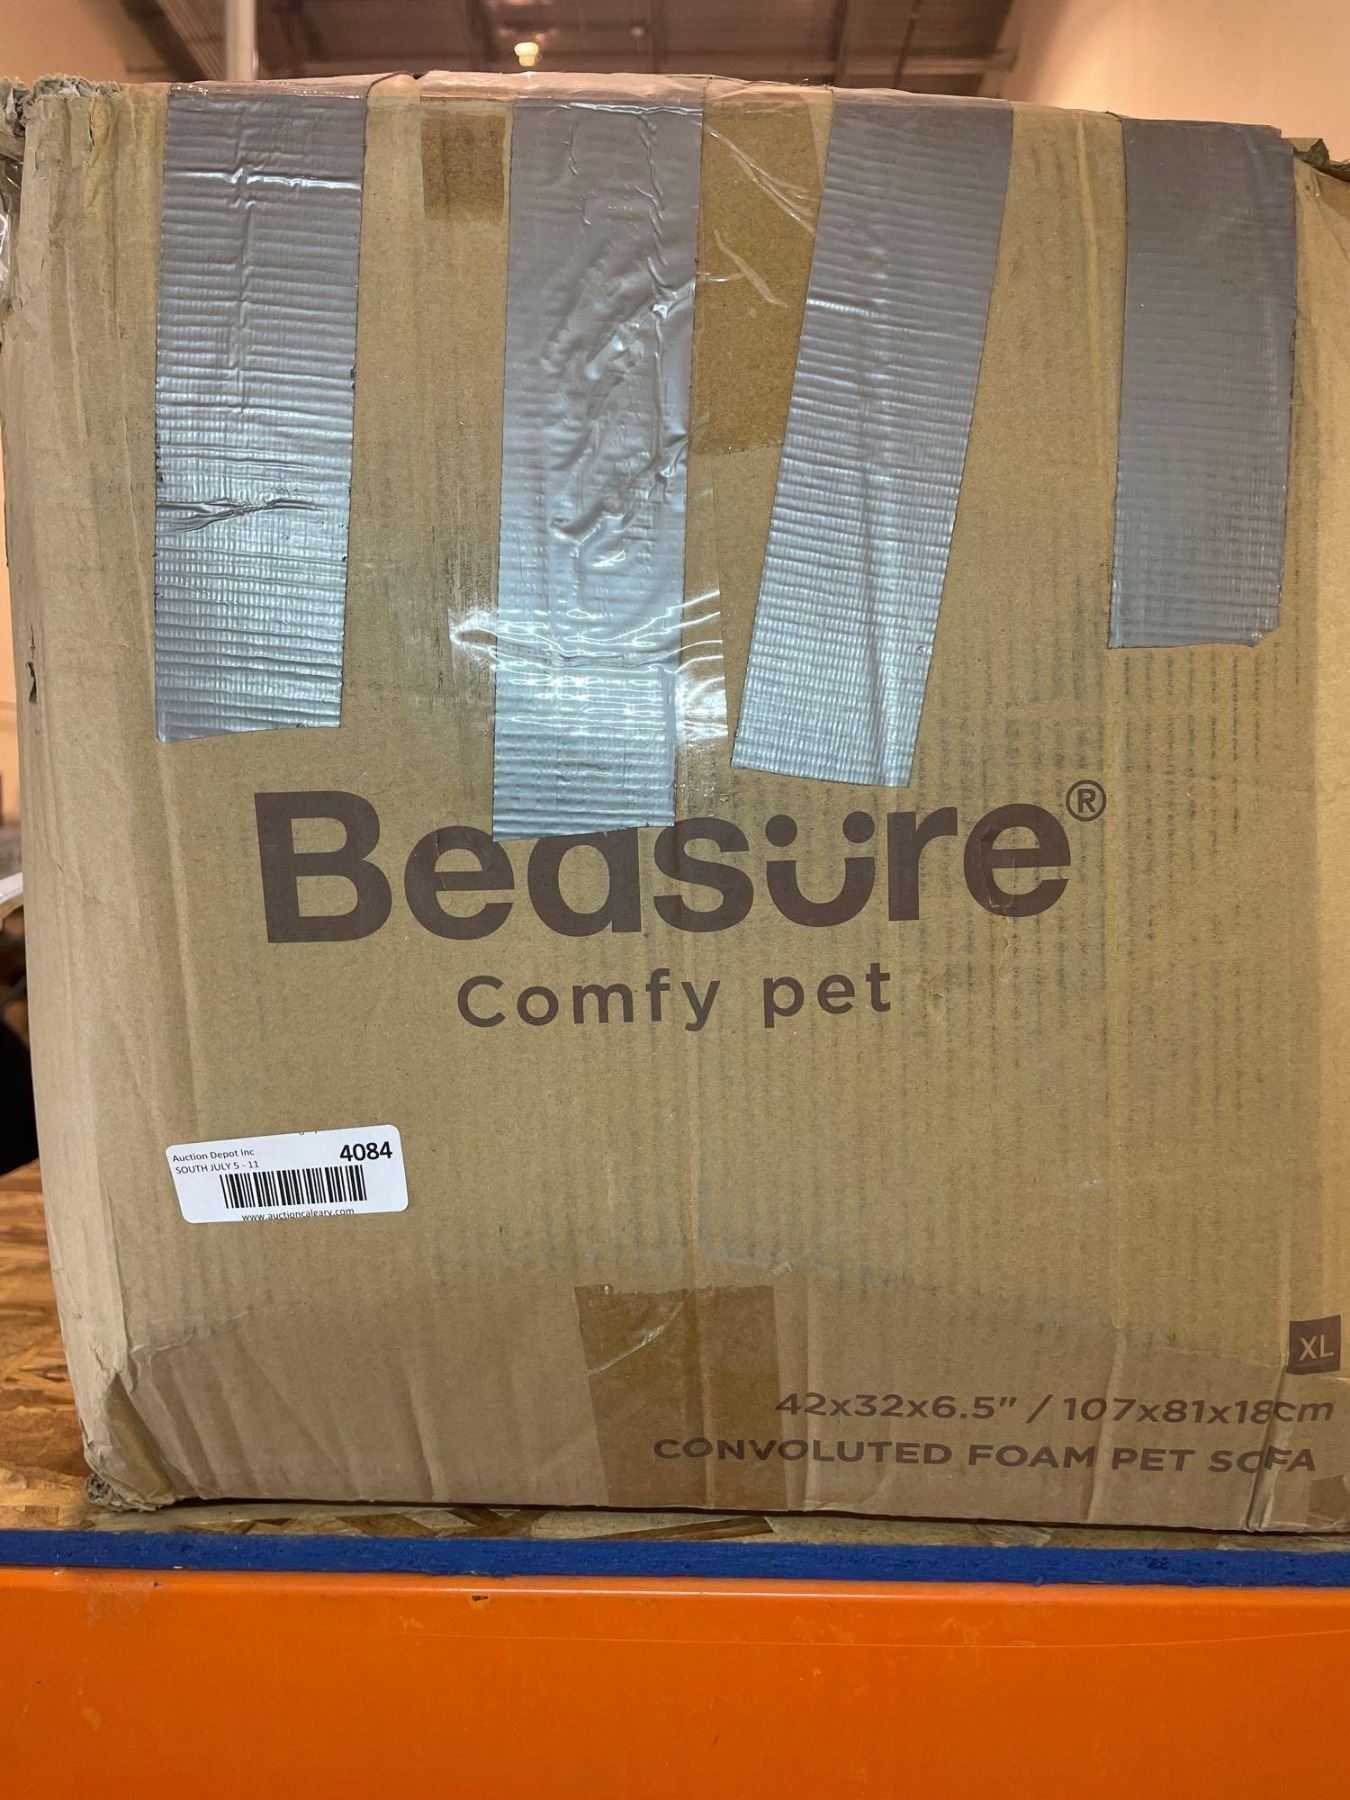 Bedsure®
Comfy pet
Auction Depot Inc
4084
SOUTH JULY 5 - 11
www.auctioncalgary.com
XL
42x32x6.5" / 107x81x18cm
CONVOLUTED FOAM PET SOFA